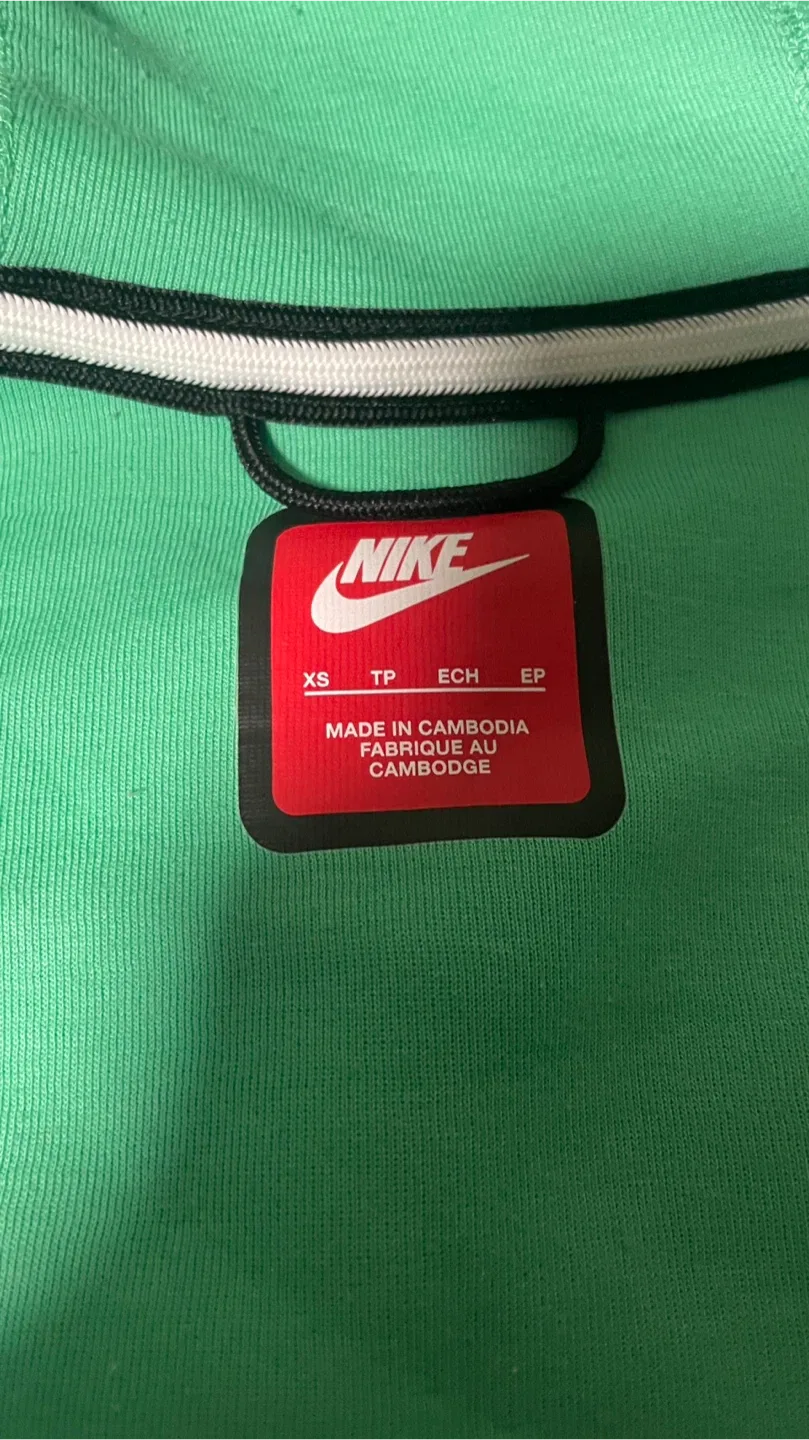 NIKE
XS TP ECH EP
MADE IN CAMBODIA
FABRIQUE AU
CAMBODGE